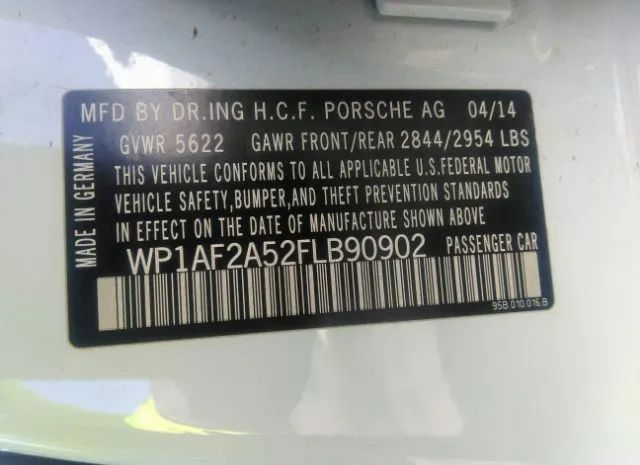 MFD BY DR.ING H.C.F. PORSCHE AG 04/14
GVWR 5622 GAWR FRONT/REAR 2844/2954 LBS
THIS VEHICLE CONFORMS TO ALL APPLICABLE U.S.FEDERAL MOTOR
VEHICLE SAFETY,BUMPER,AND THEFT PREVENTION STANDARDS
IN EFFECT ON THE DATE OF MANUFACTURE SHOWN ABOVE.
WP1AF2A52FLB90902 PASSENGER CAR
95B.010.016.B
MADE IN GERMANY